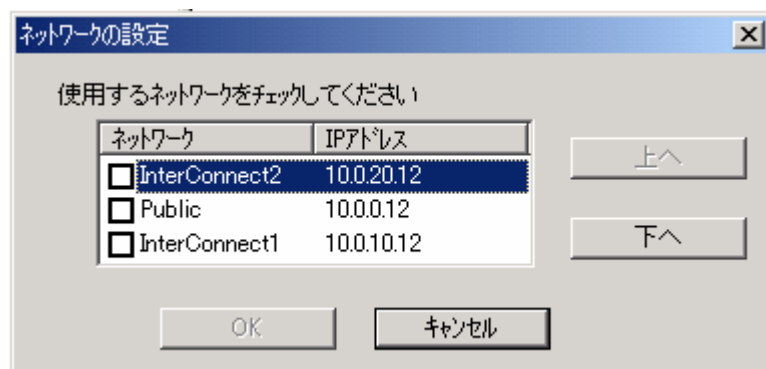 ネットワークの設定
使用するネットワークをチェックしてください
ネットワーク IPアドレス
InterConnect2 10.0.20.12
Public 10.0.0.12
InterConnect1 10.0.10.12
上へ
下へ
OK キャンセル